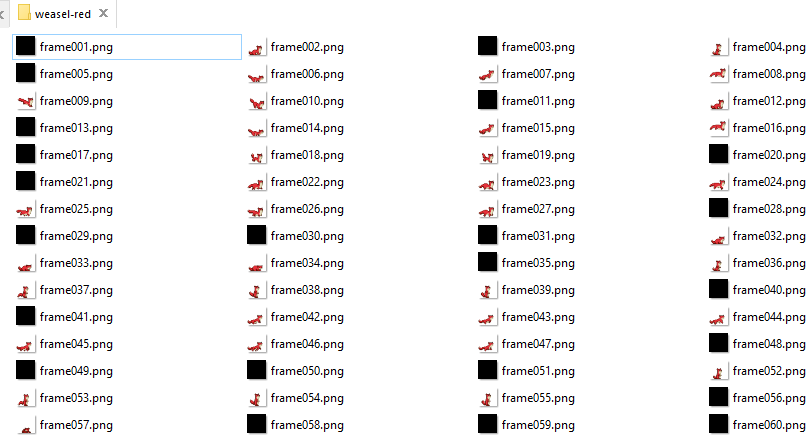 weasel-red
frame001.png frame002.png frame003.png frame004.png
frame005.png frame006.png frame007.png frame008.png
frame009.png frame010.png frame011.png frame012.png
frame013.png frame014.png frame015.png frame016.png
frame017.png frame018.png frame019.png frame020.png
frame021.png frame022.png frame023.png frame024.png
frame025.png frame026.png frame027.png frame028.png
frame029.png frame030.png frame031.png frame032.png
frame033.png frame034.png frame035.png frame036.png
frame037.png frame038.png frame039.png frame040.png
frame041.png frame042.png frame043.png frame044.png
frame045.png frame046.png frame047.png frame048.png
frame049.png frame050.png frame051.png frame052.png
frame053.png frame054.png frame055.png frame056.png
frame057.png frame058.png frame059.png frame060.png